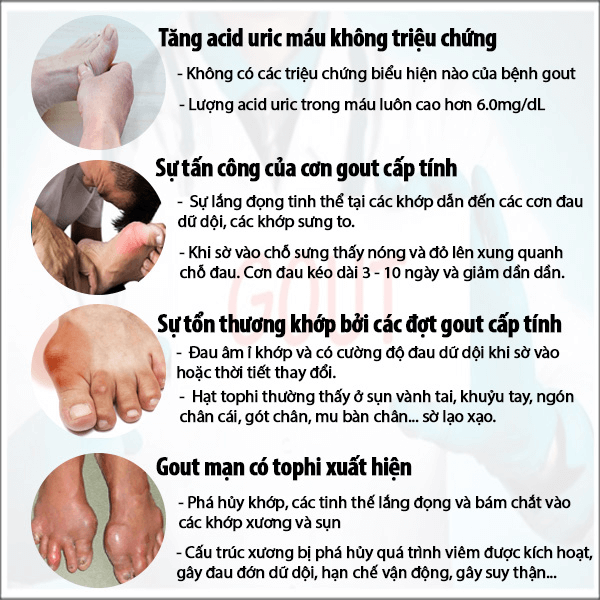 Tăng acid uric máu không triệu chứng
- Không có các triệu chứng biểu hiện nào của bệnh gout
- Lượng acid uric trong máu luôn cao hơn 6.0mg/dL
Sự tấn công của cơn gout cấp tính
- Sự lắng đọng tinh thể tại các khớp dẫn đến các cơn đau
dữ dội, các khớp sưng to.
- Khi sờ vào chỗ sưng thấy nóng và đỏ lên xung quanh
chỗ đau. Cơn đau kéo dài 3 - 10 ngày và giảm dần dần.
GOUT
Sự tổn thương khớp bởi các đợt gout cấp tính
- Đau âm ỉ khớp và có cường độ đau dữ dội khi sờ vào
hoặc thời tiết thay đổi.
- Hạt tophi thường thấy ở sụn vành tai, khuỷu tay, ngón
chân cái, gót chân, mu bàn chân... sờ lạo xạo.
Gout mạn có tophi xuất hiện
- Phá hủy khớp, các tinh thế lắng đọng và bám chắt vào
các khớp xương và sụn
- Cấu trúc xương bị phá hủy quá trình viêm được kích hoạt,
gây đau đớn dữ dội, hạn chế vận động, gây suy thận...